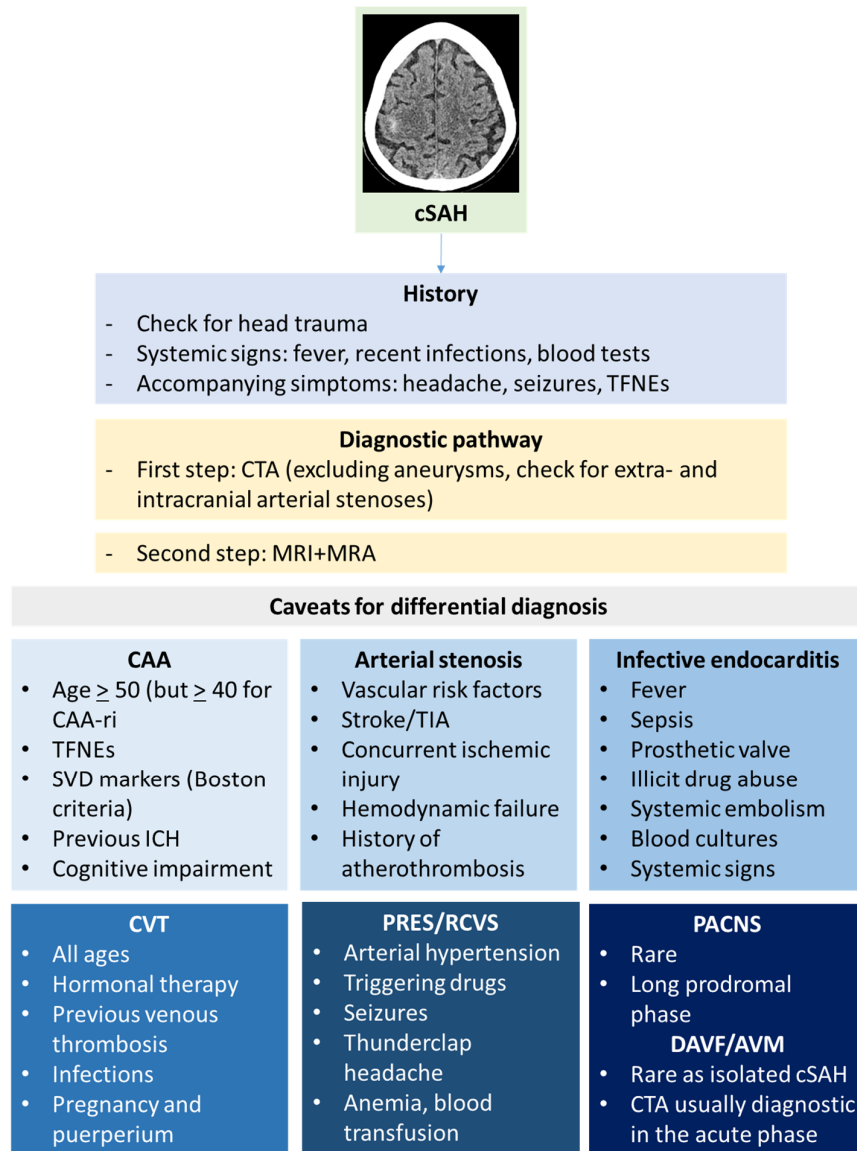 cSAH
History
- Check for head trauma
- Systemic signs: fever, recent infections, blood tests
- Accompanying simptoms: headache, seizures, TFNEs
Diagnostic pathway
- First step: CTA (excluding aneurysms, check for extra- and
intracranial arterial stenoses)
- Second step: MRI+MRA
Caveats for differential diagnosis
CAA
• Age ≥ 50 (but ≥ 40 for
CAA-ri
• TFNEs
• SVD markers (Boston
criteria)
• Previous ICH
• Cognitive impairment
Arterial stenosis
• Vascular risk factors
• Stroke/TIA
• Concurrent ischemic
injury
• Hemodynamic failure
• History of
atherothrombosis
Infective endocarditis
• Fever
• Sepsis
• Prosthetic valve
• Illicit drug abuse
• Systemic embolism
• Blood cultures
• Systemic signs
CVT
• All ages
• Hormonal therapy
• Previous venous
thrombosis
• Infections
• Pregnancy and
puerperium
PRES/RCVS
• Arterial hypertension
• Triggering drugs
• Seizures
• Thunderclap
headache
• Anemia, blood
transfusion
PACNS
• Rare
• Long prodromal
phase
DAVF/AVM
• Rare as isolated cSAH
• CTA usually diagnostic
in the acute phase